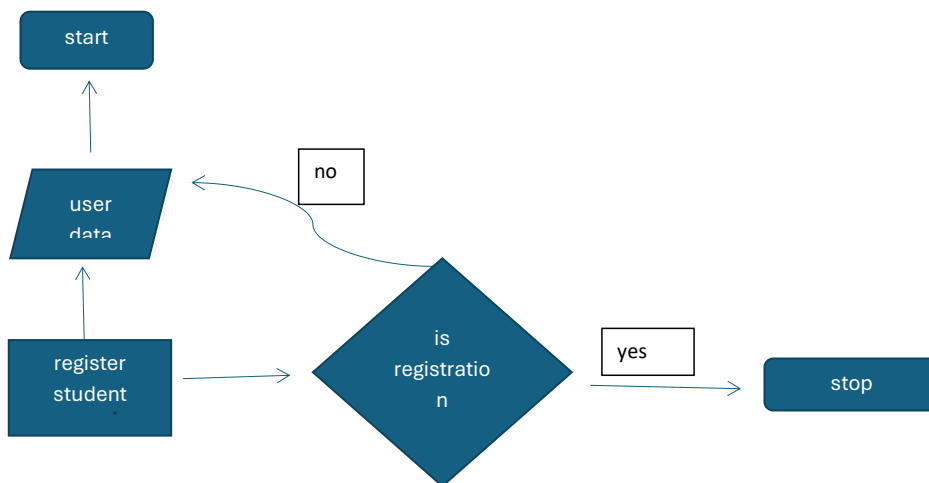 start
no
user
data
is
registratio
n
yes
register
student
stop